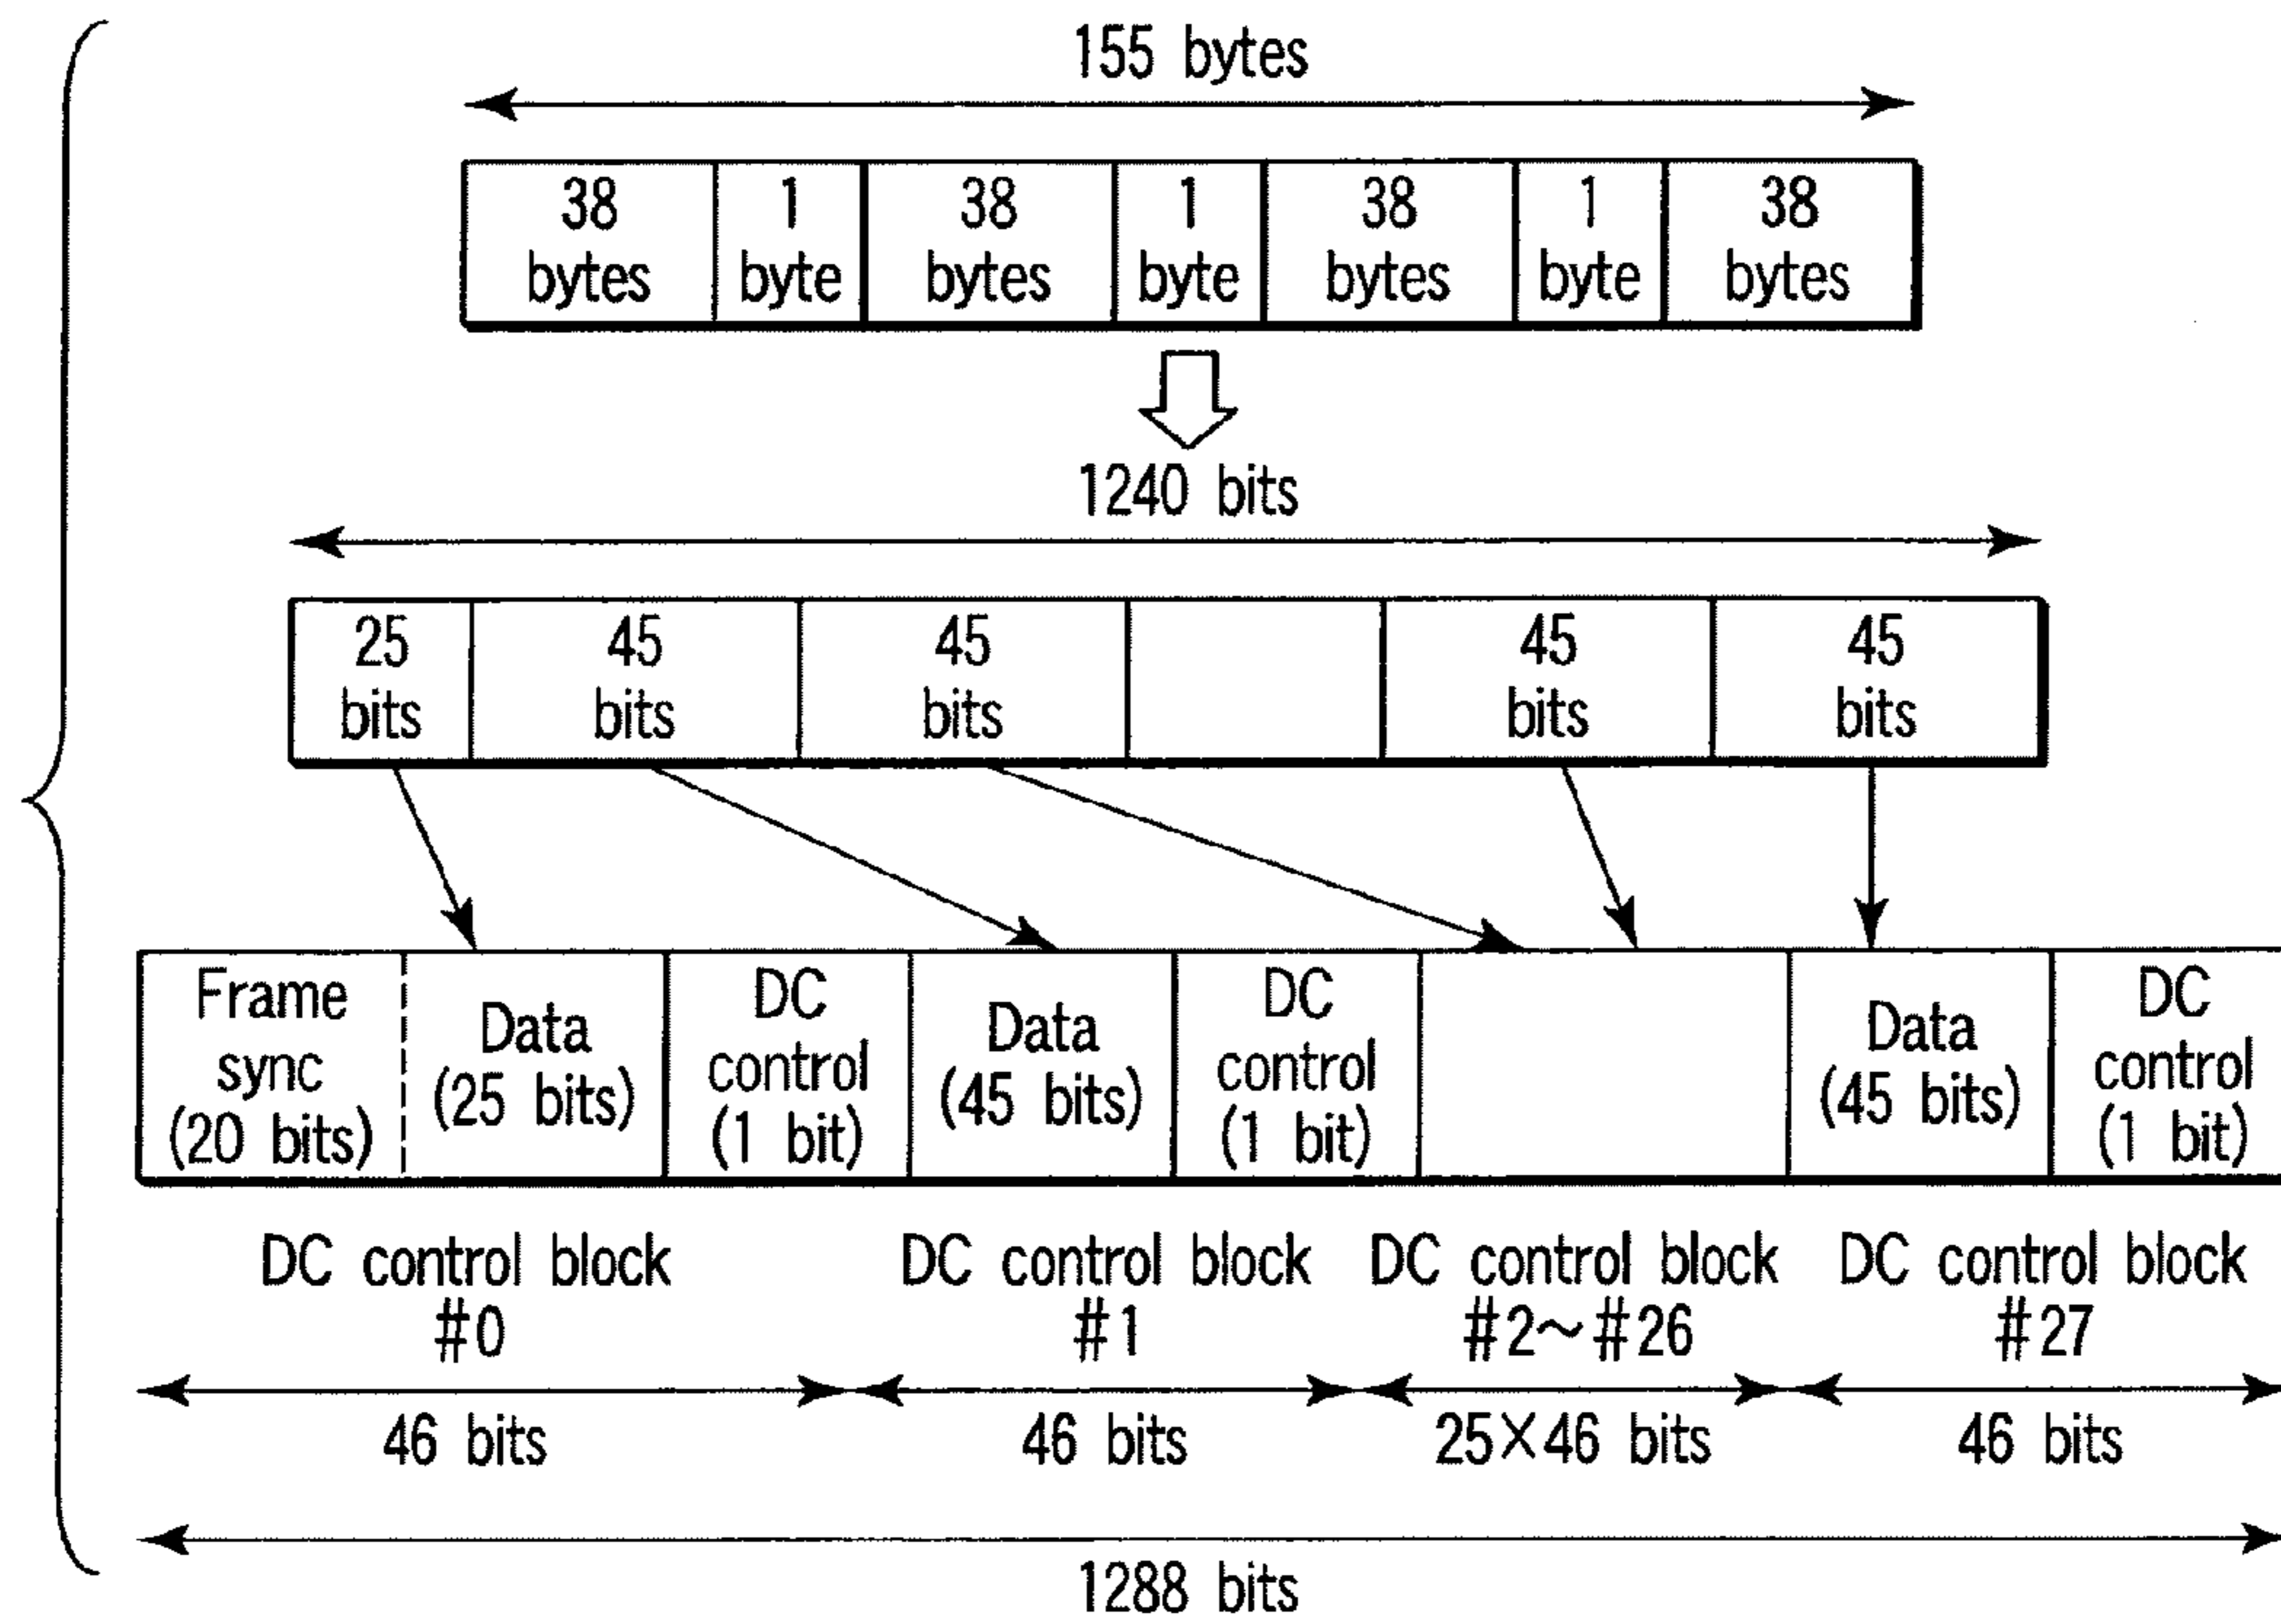 155 bytes
38 bytes
1 byte
38 bytes
1 byte
38 bytes
1 byte
38 bytes
1240 bits
25 bits
45 bits
45 bits
45 bits
45 bits
Frame sync (20 bits)
Data (25 bits)
DC control (1 bit)
Data (45 bits)
DC control (1 bit)
Data (45 bits)
DC control (1 bit)
DC control block #0
DC control block #1
DC control block #2~#26
DC control block #27
46 bits
46 bits
25×46 bits
46 bits
1288 bits